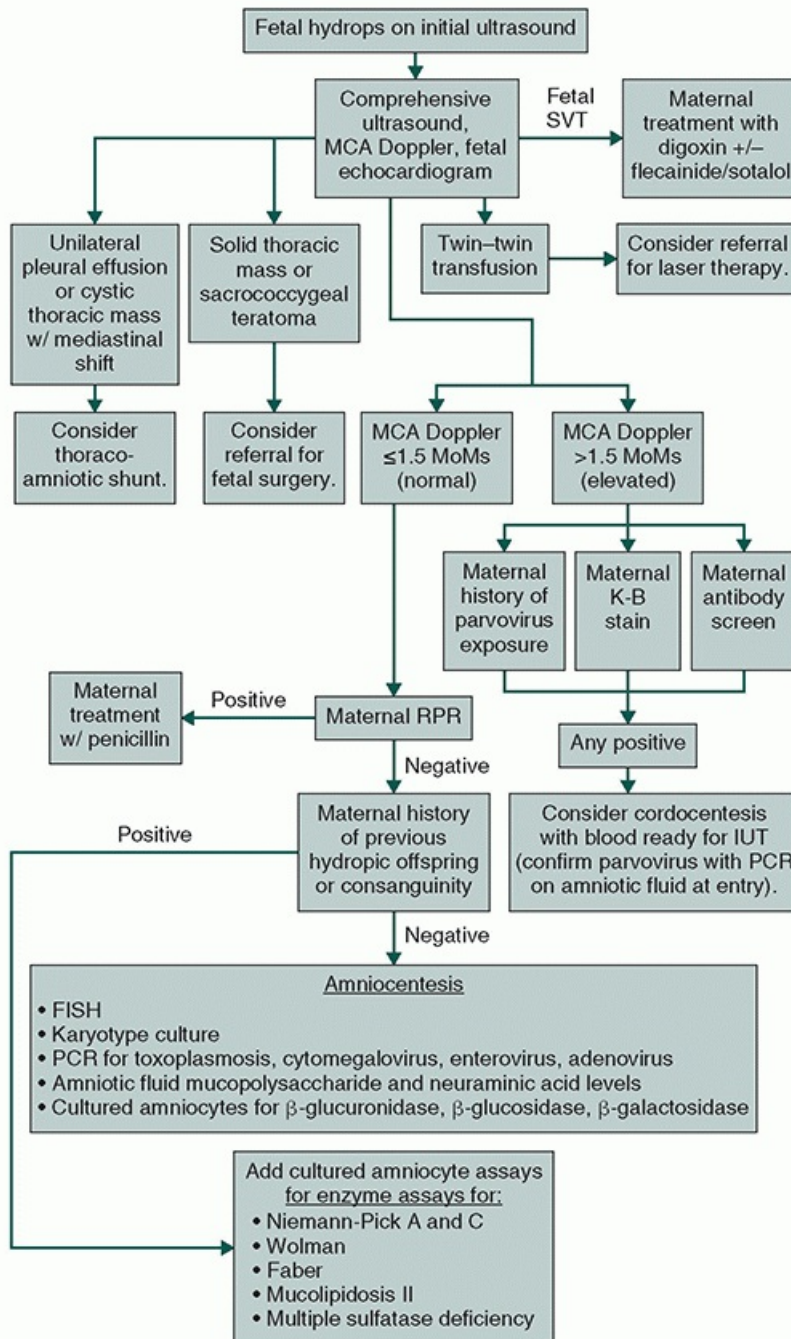 Fetal hydrops on initial ultrasound
Comprehensive
ultrasound,
MCA Doppler, fetal
echocardiogram
Fetal
SVT
Maternal
treatment with
digoxin +/–
flecainide/sotalol
Unilateral
pleural effusion
or cystic
thoracic mass
w/ mediastinal
shift
Solid thoracic
mass or
sacrococcygeal
teratoma
Twin–twin
transfusion
Consider referral
for laser therapy.
Consider
thoraco-
amniotic shunt.
Consider
referral for
fetal surgery.
MCA Doppler
≤1.5 MoMs
(normal)
MCA Doppler
>1.5 MoMs
(elevated)
Maternal
history of
parvovirus
exposure
Maternal
K-B
stain
Maternal
antibody
screen
Maternal
treatment
w/ penicillin
Positive
Maternal RPR
Any positive
Negative
Positive
Maternal history
of previous
hydropic offspring
or consanguinity
Consider cordocentesis
with blood ready for IUT
(confirm parvovirus with PCR
on amniotic fluid at entry).
Negative
Amniocentesis
• FISH
• Karyotype culture
• PCR for toxoplasmosis, cytomegalovirus, enterovirus, adenovirus
• Amniotic fluid mucopolysaccharide and neuraminic acid levels
• Cultured amniocytes for β-glucuronidase, β-glucosidase, β-galactosidase
Add cultured amniocyte assays
for enzyme assays for:
• Niemann-Pick A and C
• Wolman
• Faber
• Mucolipidosis II
• Multiple sulfatase deficiency